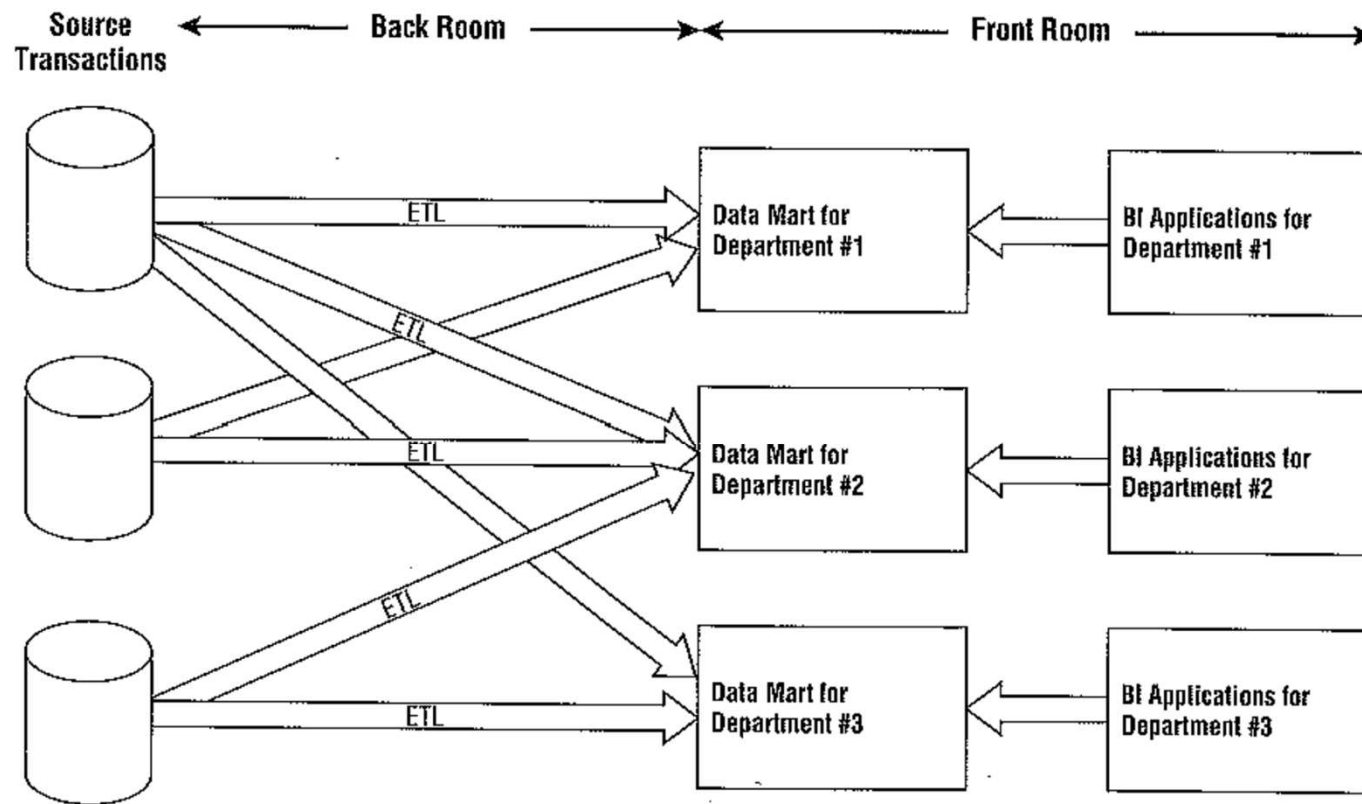 Source
Transactions
Back Room
Front Room
ETL
Data Mart for
Department #1
BI Applications for
Department #1
ETL
ETL
Data Mart for
Department #2
BI Applications for
Department #2
ETL
ETL
Data Mart for
Department #3
BI Applications for
Department #3